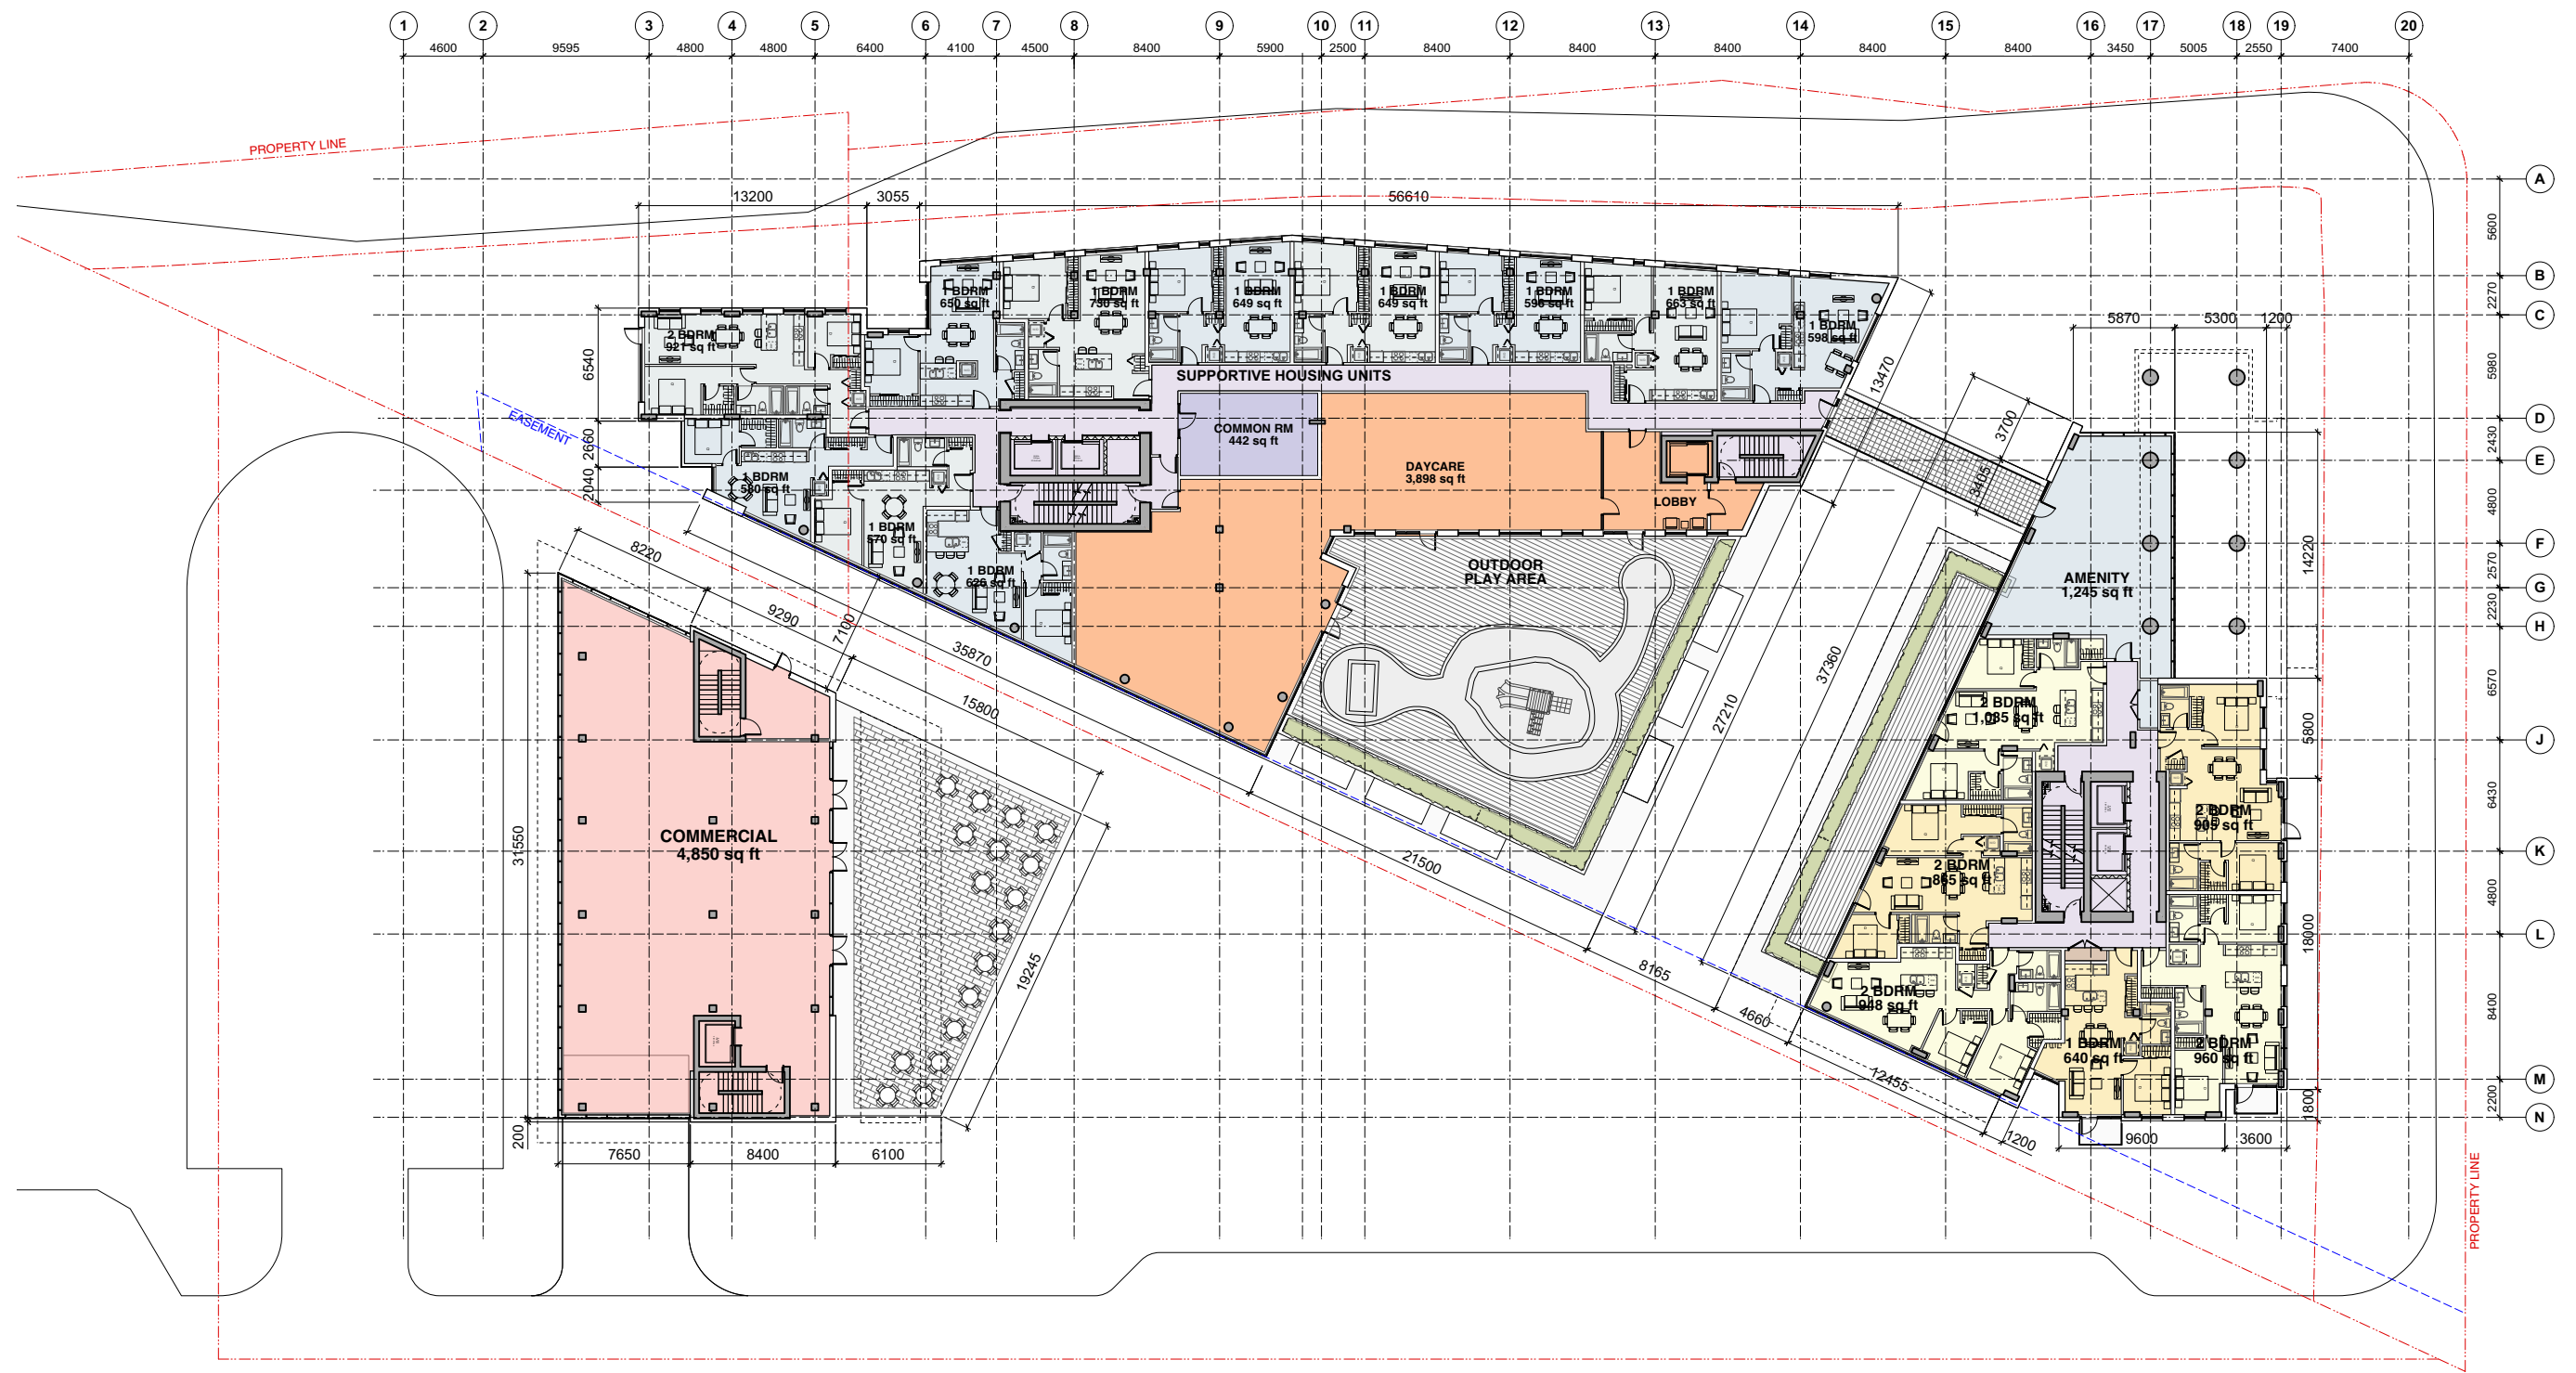 1 2 3 4 5 6 7 8 9 10 11 12 13 14 15 16 17 18 19 20
4600 9595 4800 4800 6400 4100 4500 8400 5900 2500 8400 8400 8400 8400 8400 3450 5005 2550 7400
PROPERTY LINE
A
13200 3055 56610
5600
B
2270
C
5870 5300 1200
1 BDRM
650 sq ft
1 BDRM
730 sq ft
1 BDRM
649 sq ft
1 BDRM
649 sq ft
1 BDRM
596 sq ft
1 BDRM
663 sq ft
1 BDRM
598 sq ft
2 BDRM
921 sq ft
6540
5980
SUPPORTIVE HOUSING UNITS
13470
3700
EASEMENT
D
COMMON RM
442 sq ft
2660
2430
E
DAYCARE
3,898 sq ft
2040
1 BDRM
580 sq ft
3405
LOBBY
4800
1 BDRM
570 sq ft
F
8220
14220
OUTDOOR
PLAY AREA
1 BDRM
626 sq ft
2570
AMENITY
1,245 sq ft
G
9290
7100
2230
H
35870
37360
6570
15800
27210
2 BDRM
1,035 sq ft
5800
J
6430
2 BDRM
905 sq ft
COMMERCIAL
4,850 sq ft
31550
K
21500
2 BDRM
865 sq ft
4800
18000
L
19245
8165
4660
2 BDRM
948 sq ft
8400
1 BDRM
640 sq ft
2 BDRM
960 sq ft
12455
M
2200
1800
N
200
1200
9600 3600
7650 8400 6100
PROPERTY LINE